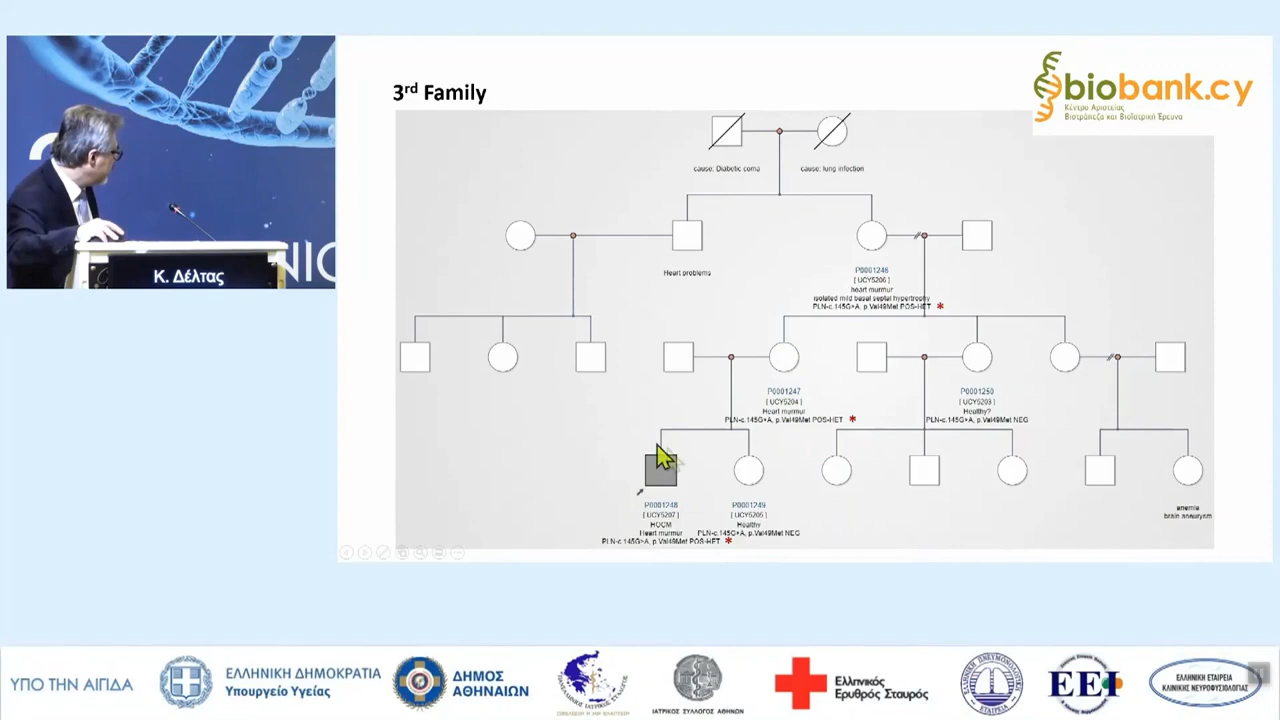 3rd Family
biobank.cy
Κέντρο Αριστείας
Βιοτράπεζα και Βιοϊατρική Έρευνα
Κ. Δέλτας
cause: Diabetic coma
cause: lung infection
Heart problems
P0001246
[ UCY5206 ]
heart murmur
isolated mild basal septal hypertrophy
PLN-c.145G>A, p.Val49Met POS-HET *
P0001247
[ UCY5204 ]
Heart murmur
PLN-c.145G>A, p.Val49Met POS-HET *
P0001250
[ UCY5203 ]
Healthy?
PLN-c.145G>A, p.Val49Met NEG
P0001248
[ UCY5207 ]
HOCM
Heart murmur
PLN-c.145G>A, p.Val49Met POS-HET *
P0001249
[ UCY5205 ]
Healthy
PLN-c.145G>A, p.Val49Met NEG
anemia
brain aneurysm
ΥΠΟ ΤΗΝ ΑΙΓΙΔΑ
ΕΛΛΗΝΙΚΗ ΔΗΜΟΚΡΑΤΙΑ
Υπουργείο Υγείας
ΔΗΜΟΣ
ΑΘΗΝΑΙΩΝ
ΙΑΤΡΙΚΟΣ ΣΥΛΛΟΓΟΣ ΑΘΗΝΩΝ
Ελληνικός
Ερυθρός Σταυρός
ΕΕΙ
ΕΛΛΗΝΙΚΗ ΕΤΑΙΡΕΙΑ
ΚΛΙΝΙΚΗΣ ΝΕΥΡΟΦΥΣΙΟΛΟΓΙΑΣ